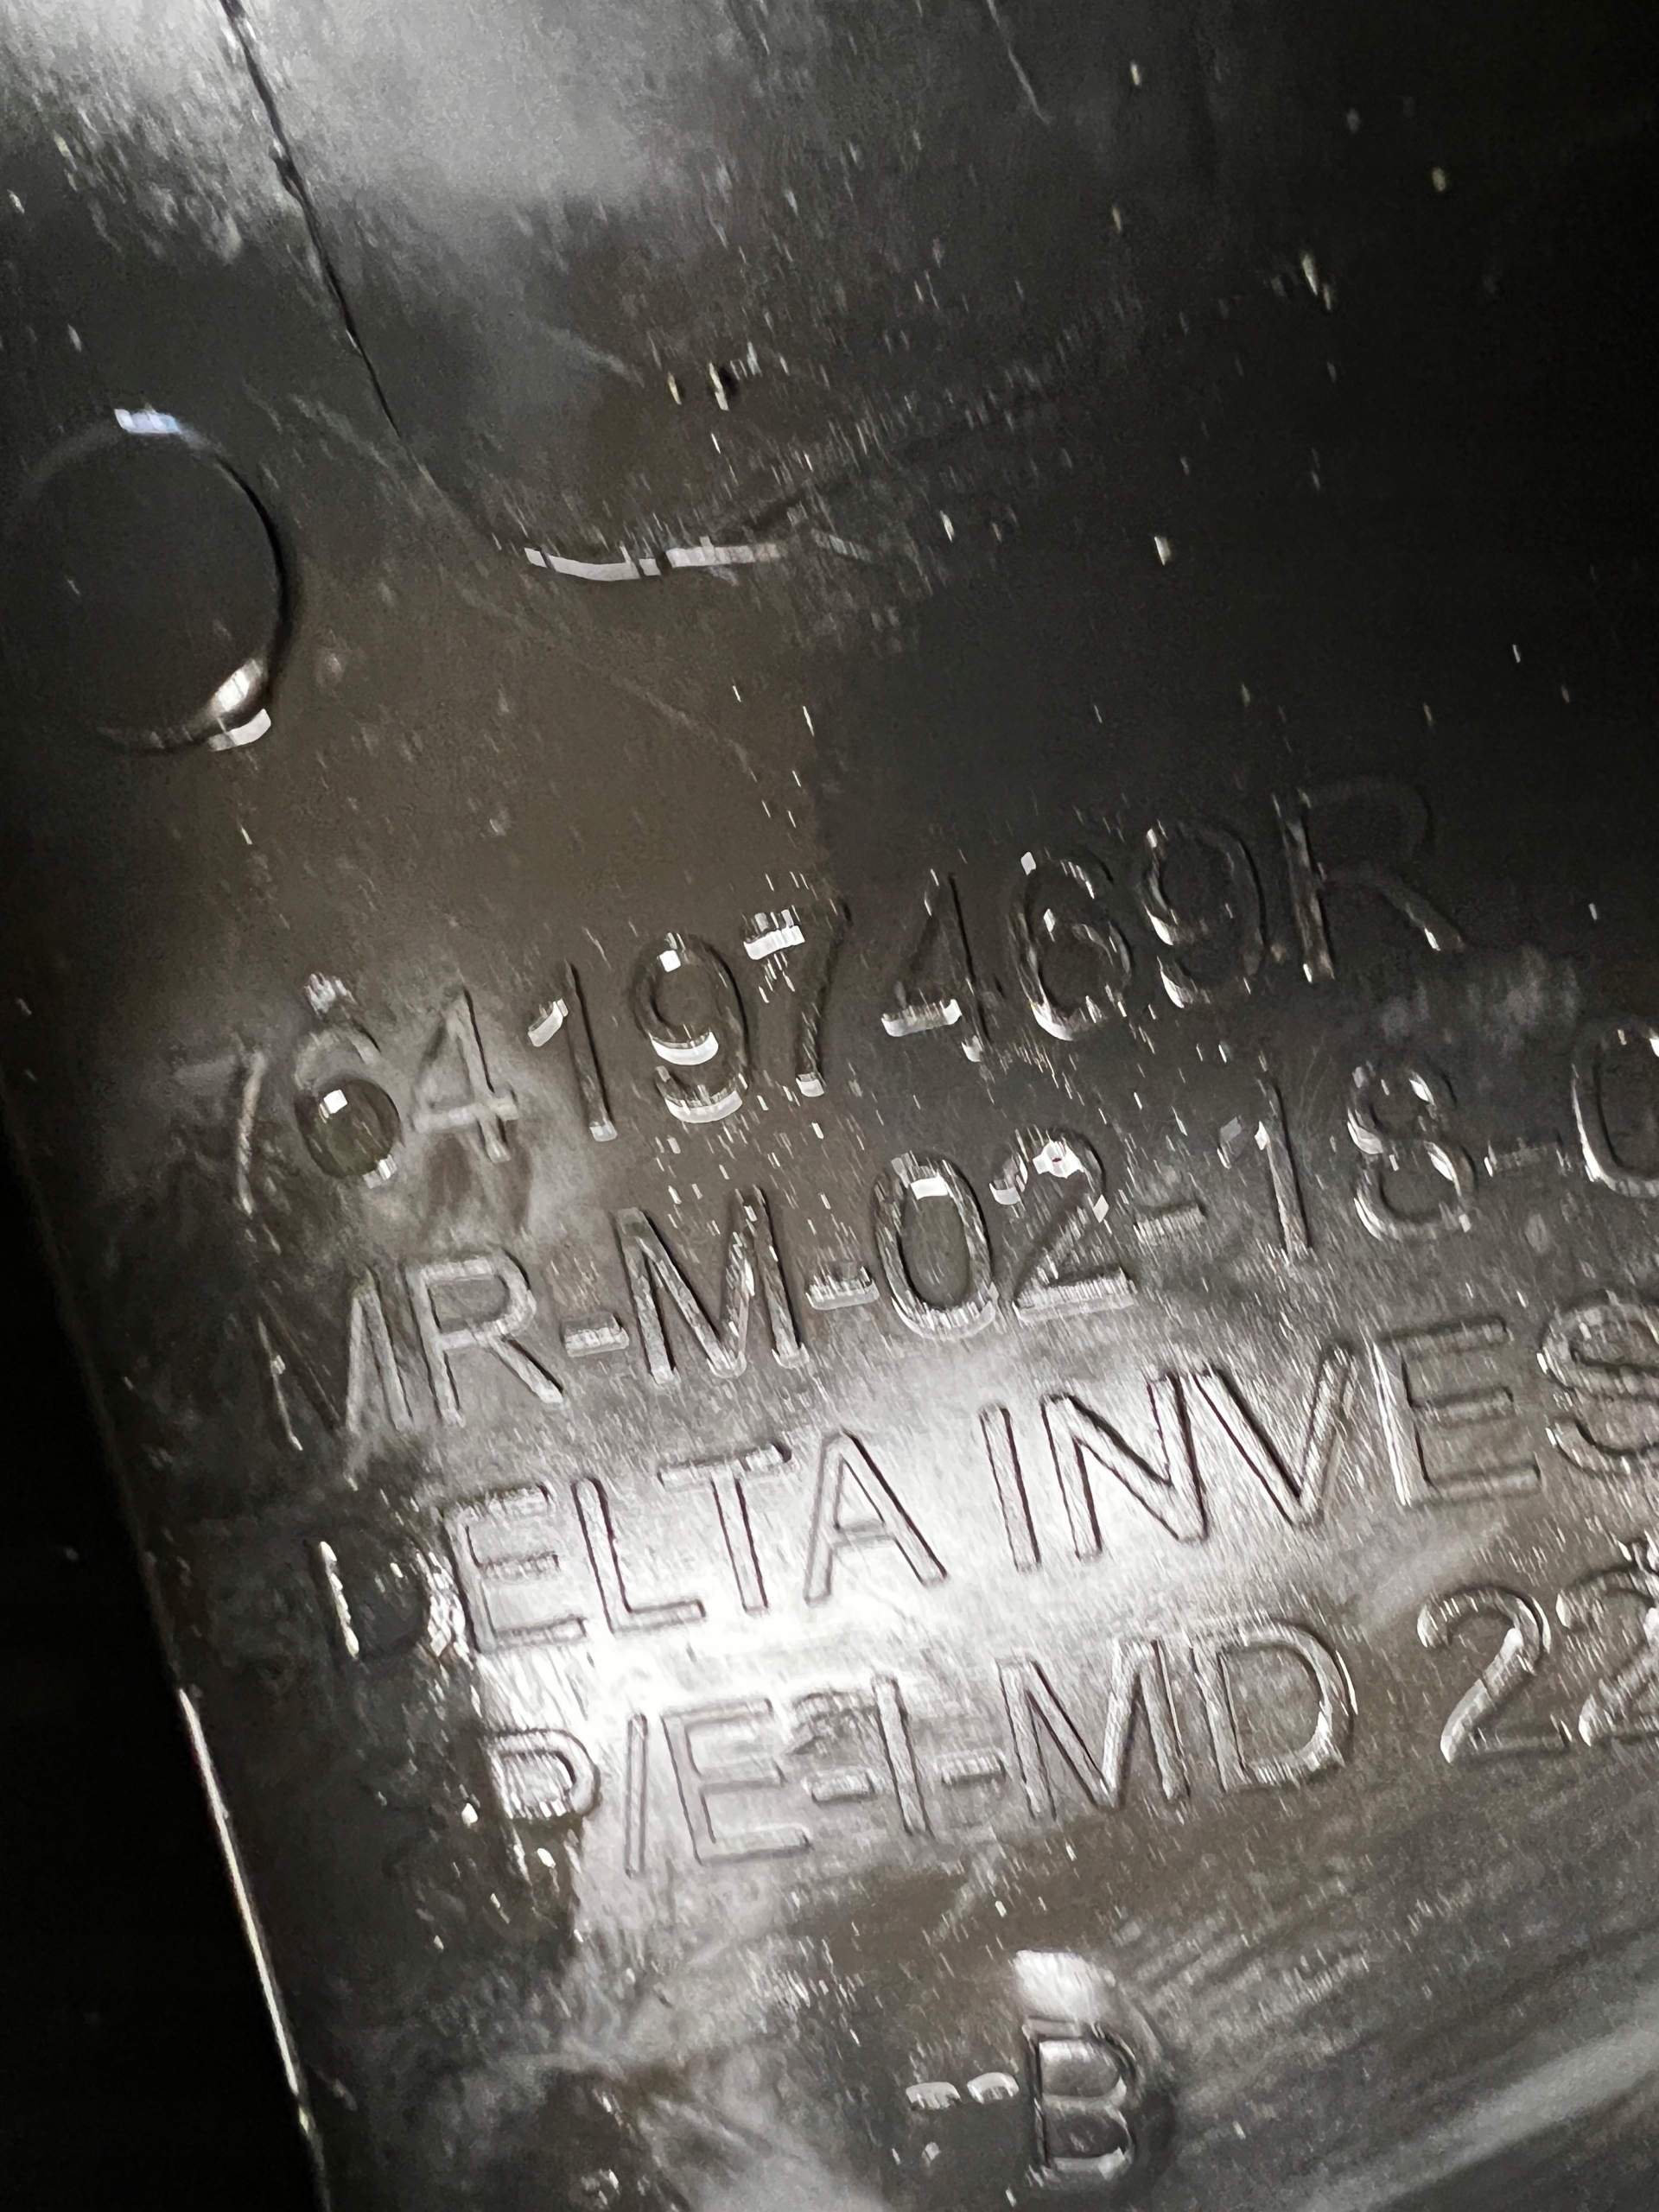 764197469R
MR-M-02-18-0
DELTA INVES
P/E-I-MD 22
-B